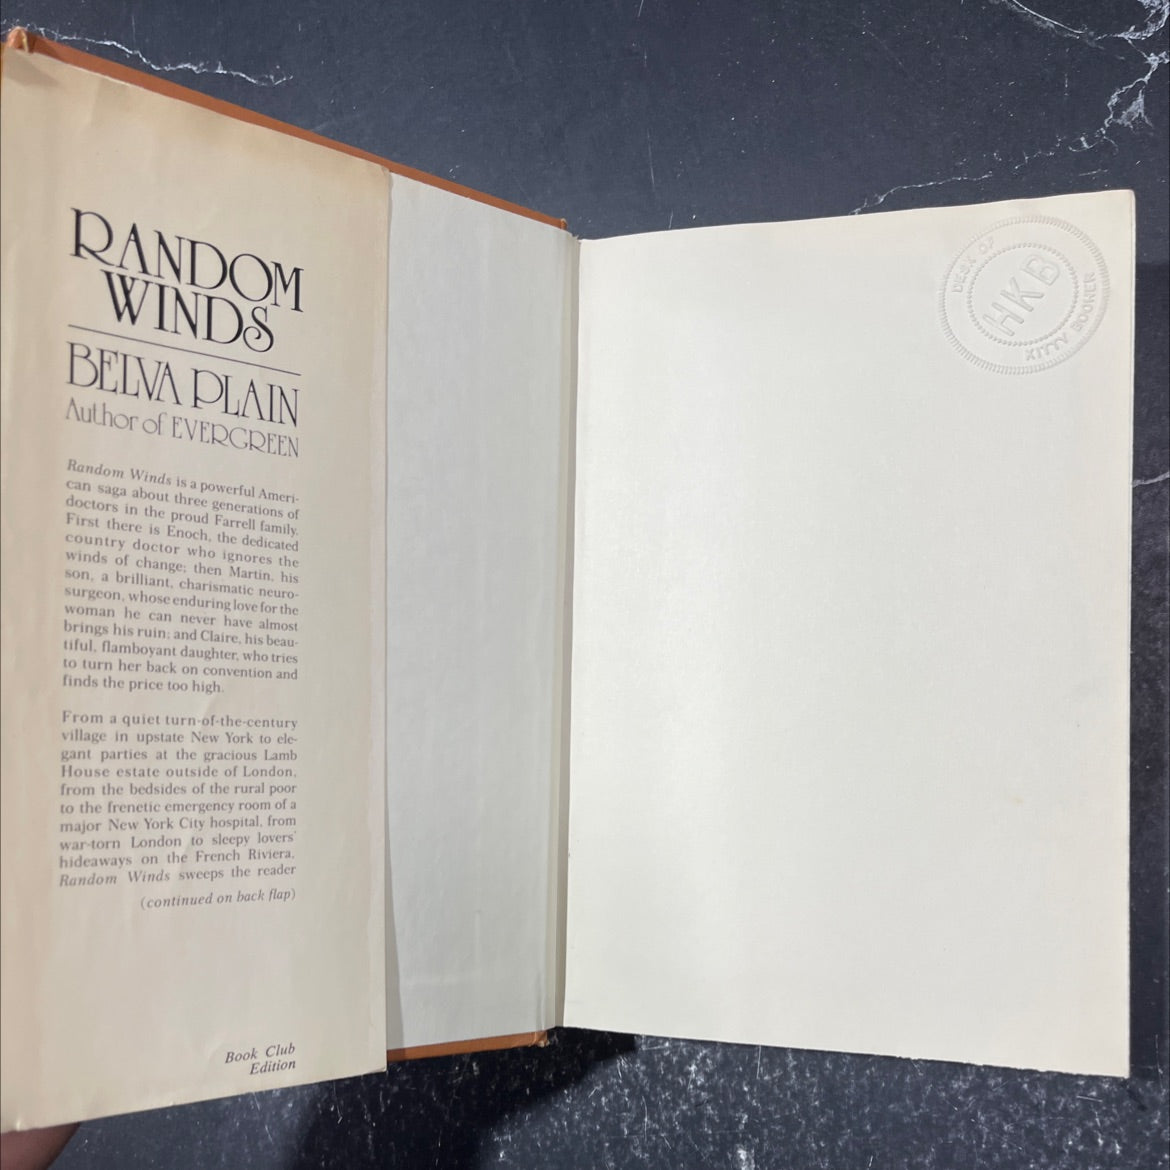 RANDOM
WINDS
BELVA PLAIN
Author of EVERGREEN
Random Winds is a powerful Ameri-
can saga about three generations of
doctors in the proud Farrell family.
First there is Enoch, the dedicated
country doctor who ignores the
winds of change; then Martin, his
son, a brilliant, charismatic neuro-
surgeon, whose enduring love for the
woman he can never have almost
brings his ruin; and Claire, his beau-
tiful, flamboyant daughter, who tries
to turn her back on convention and
finds the price too high.
From a quiet turn-of-the-century
village in upstate New York to ele-
gant parties at the gracious Lamb
House estate outside of London,
from the bedsides of the rural poor
to the frenetic emergency room of a
major New York City hospital, from
war-torn London to sleepy lovers'
hideaways on the French Riviera,
Random Winds sweeps the reader
(continued on back flap)
Book Club
Edition
DESK OF
HKB
KITTY BOOHER